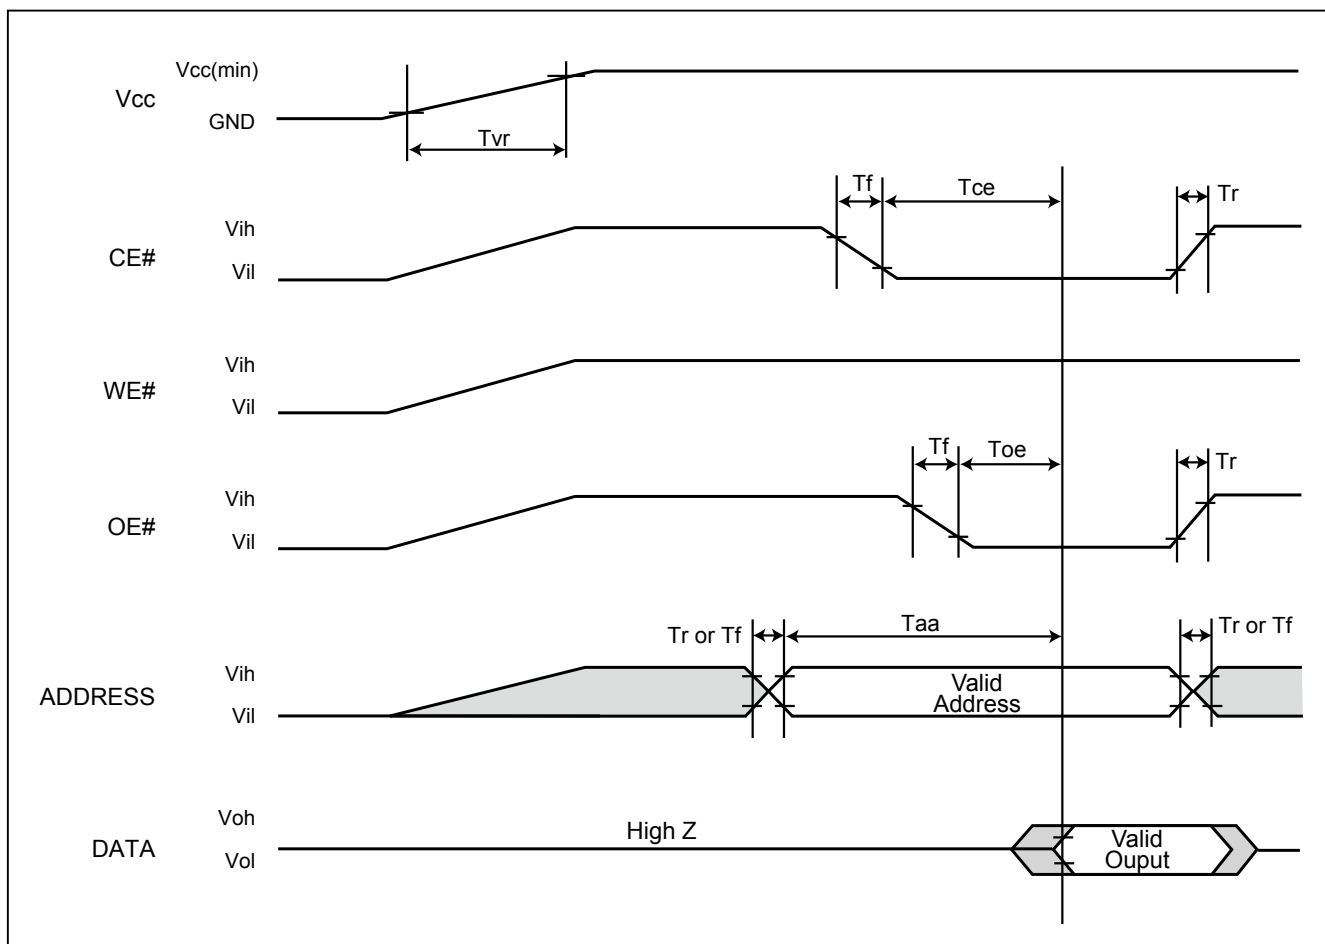 Vcc(min)
Vcc
GND
Tvr
Tf
Tce
Tr
Vih
CE#
Vil
Vih
WE#
Vil
Tf
Toe
Tr
Vih
OE#
Vil
Tr or Tf
Taa
Tr or Tf
Vih
ADDRESS
Vil
Valid
Address
Voh
DATA
Vol
High Z
Valid
Ouput